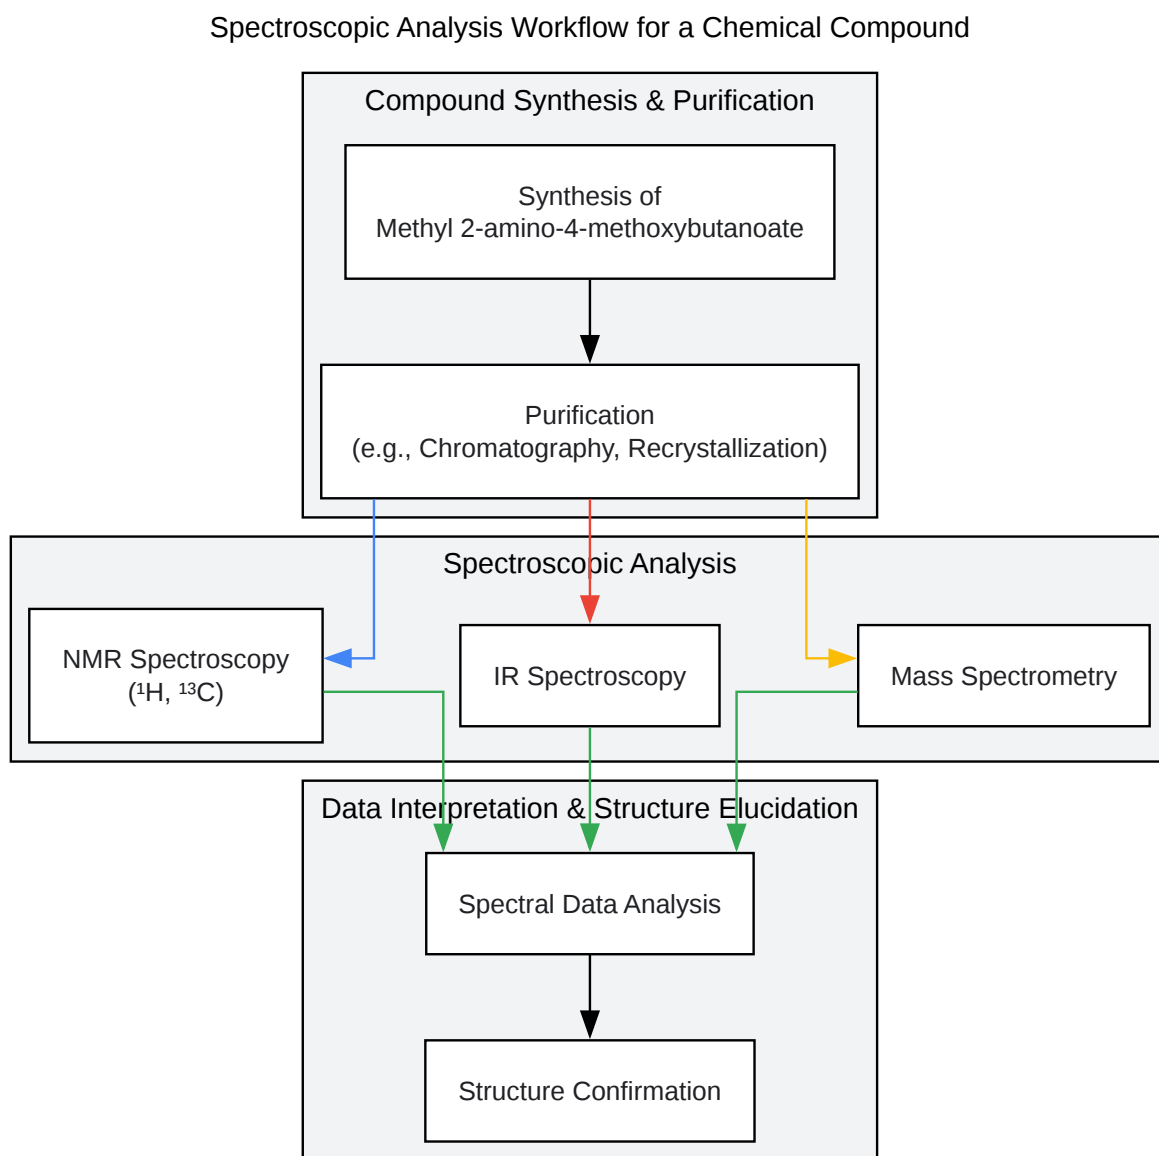 Spectroscopic Analysis Workflow for a Chemical Compound
Compound Synthesis & Purification
Synthesis of
Methyl 2-amino-4-methoxybutanoate
Purification
(e.g., Chromatography, Recrystallization)
Spectroscopic Analysis
NMR Spectroscopy
(¹H, ¹³C)
IR Spectroscopy
Mass Spectrometry
Data Interpretation & Structure Elucidation
Spectral Data Analysis
Structure Confirmation